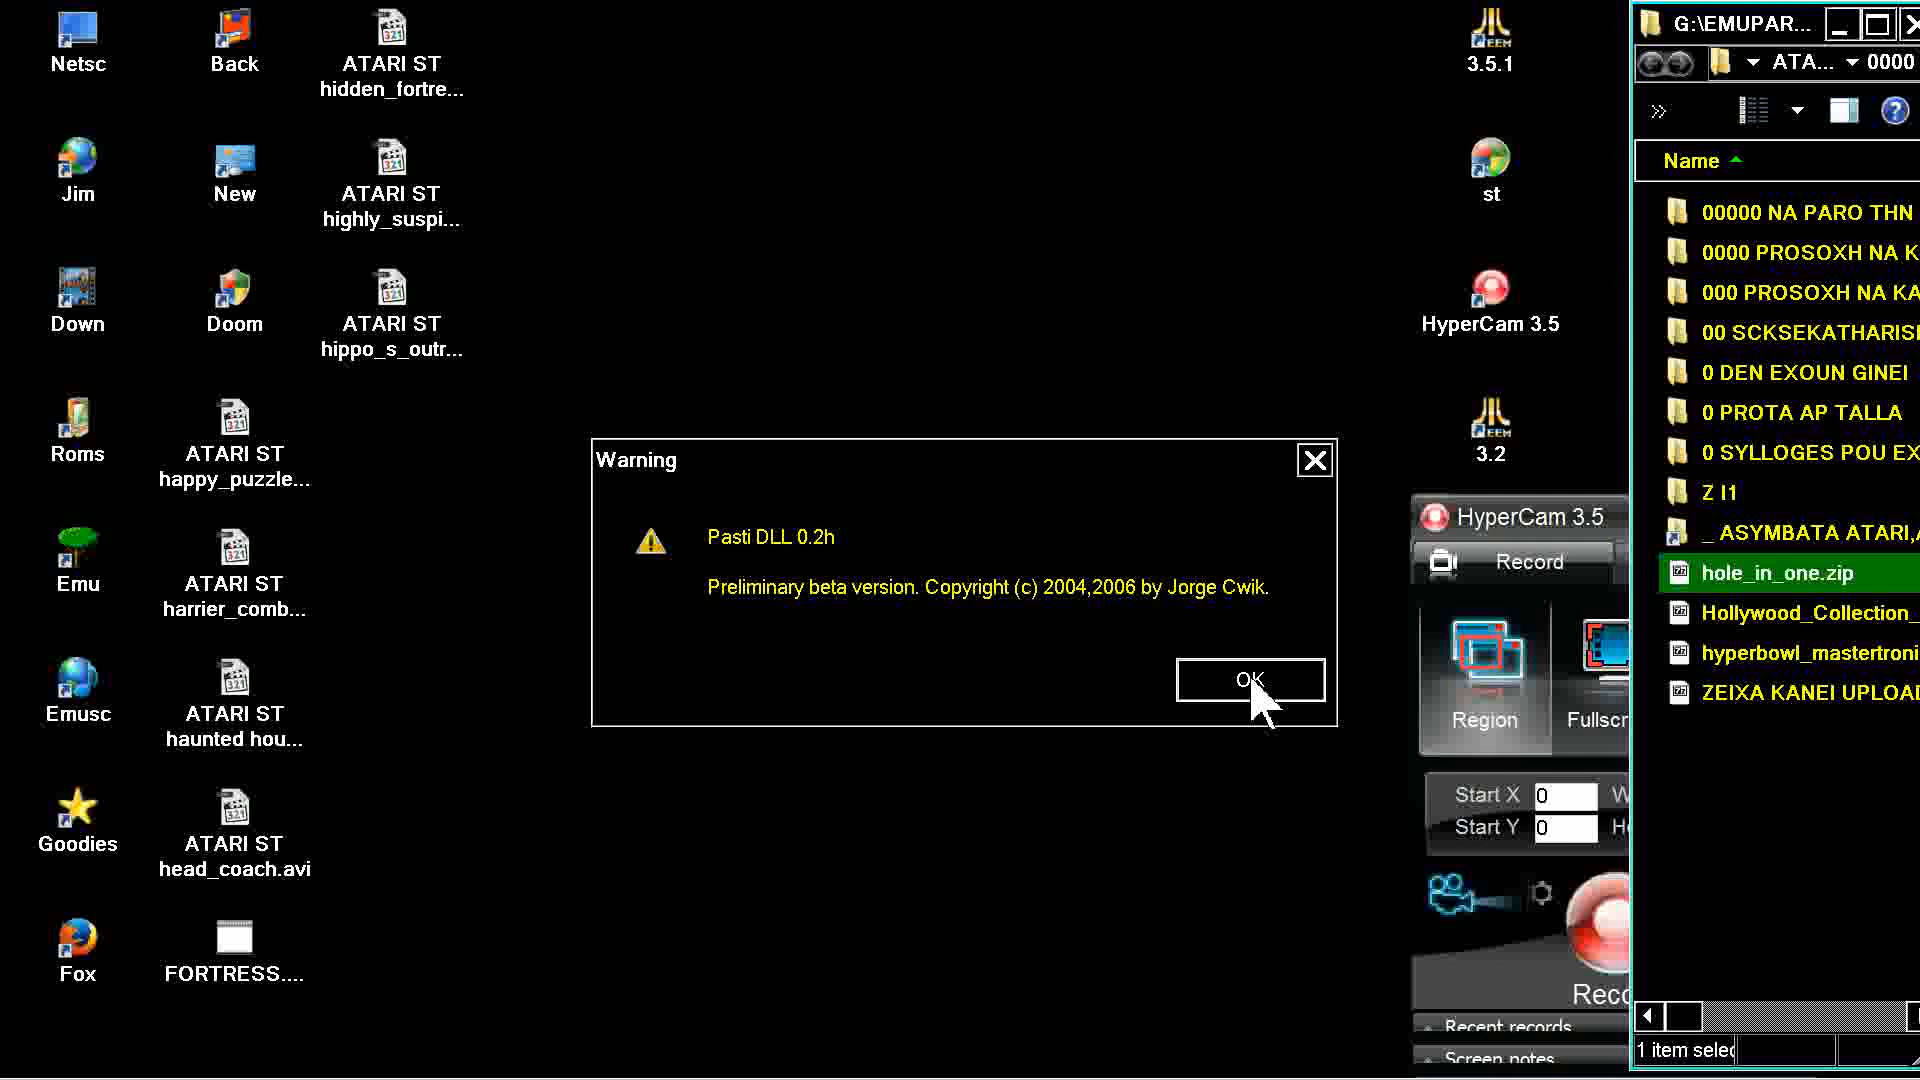 Netsc
Back
ATARI ST
hidden_fortre...
Jim
New
ATARI ST
highly_suspi...
Down
Doom
ATARI ST
hippo_s_outr...
Roms
ATARI ST
happy_puzzle...
Emu
ATARI ST
harrier_comb...
Emusc
ATARI ST
haunted hou...
Goodies
ATARI ST
head_coach.avi
Fox
FORTRESS....
Warning
Pasti DLL 0.2h
Preliminary beta version. Copyright (c) 2004,2006 by Jorge Cwik.
OK
3.5.1
st
HyperCam 3.5
3.2
HyperCam 3.5
Record
Region
Fullscr
Start X 0 W
Start Y 0 He
Reco
Recent records
Screen notes
G:\EMUPAR...
ATA... 0000
Name
00000 NA PARO THN
0000 PROSOXH NA K
000 PROSOXH NA KA
00 SCKSEKATHARIS
0 DEN EXOUN GINEI
0 PROTA AP TALLA
0 SYLLOGES POU EX
Z I1
_ ASYMBATA ATARI,A
hole_in_one.zip
Hollywood_Collection_
hyperbowl_mastertroni
ZEIXA KANEI UPLOAD
1 item selec